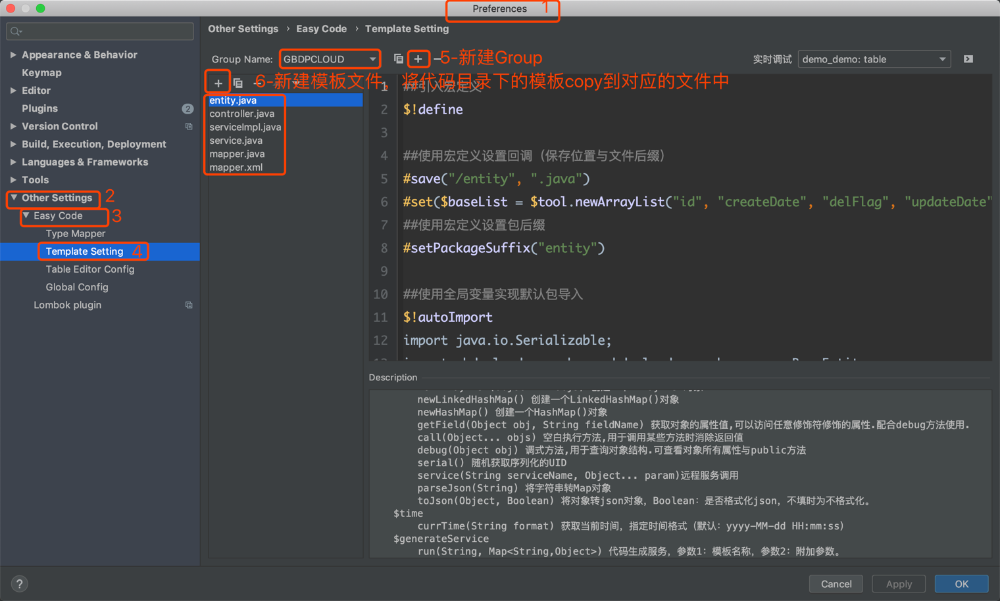 Preferences
1
Other Settings › Easy Code › Template Setting
Appearance & Behavior
Keymap
Editor
Plugins
2
Version Control
Build, Execution, Deployment
Languages & Frameworks
Tools
Other Settings
2
Easy Code
3
Type Mapper
Template Setting
4
Table Editor Config
Global Config
Lombok plugin
Group Name:
GBDPCLOUD
5-新建Group
实时调试
demo_demo: table
6-新建模板文件，将代码目录下的模板copy到对应的文件中
entity.java
controller.java
serviceImpl.java
service.java
mapper.java
mapper.xml
1 ##引入宏定义
2 $!define
3
4 ##使用宏定义设置回调（保存位置与文件后缀）
5 #save("/entity", ".java")
6 #set($baseList = $tool.newArrayList("id", "createDate", "delFlag", "updateDate"
7 ##使用宏定义设置包后缀
8 #setPackageSuffix("entity")
9
10 ##使用全局变量实现默认包导入
11 $!autoImport
12 import java.io.Serializable;
Description
newLinkedHashMap() 创建一个LinkedHashMap()对象
newHashMap() 创建一个HashMap()对象
getField(Object obj, String fieldName) 获取对象的属性值,可以访问任意修饰符修饰的属性.配合debug方法使用.
call(Object... objs) 空白执行方法,用于调用某些方法时消除返回值
debug(Object obj) 调式方法,用于查询对象结构.可查看对象所有属性与public方法
serial() 随机获取序列化的UID
service(String serviceName, Object... param)远程服务调用
parseJson(String) 将字符串转Map对象
toJson(Object, Boolean) 将对象转json对象，Boolean：是否格式化json，不填时为不格式化。
$time
currTime(String format) 获取当前时间，指定时间格式（默认：yyyy-MM-dd HH:mm:ss）
$generateService
run(String, Map<String,Object>) 代码生成服务，参数1：模板名称，参数2：附加参数。
?
Cancel
Apply
OK